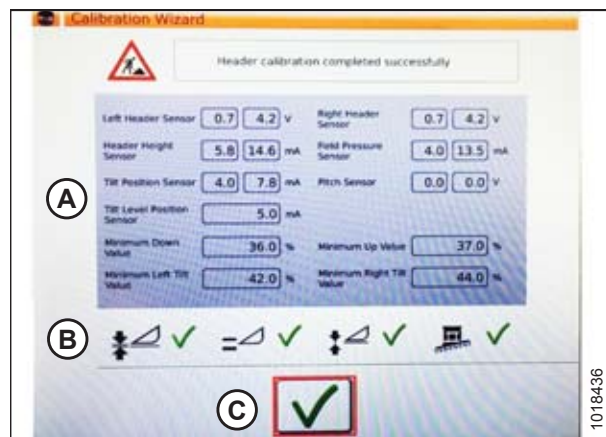 Calibration Wizard
Header calibration completed successfully
Left Header Sensor 0.7 4.2 V Right Header Sensor 0.7 4.2 V
Header Height Sensor 5.8 14.6 mA Field Pressure Sensor 4.0 13.5 mA
Tilt Position Sensor 4.0 7.8 mA Pitch Sensor 0.0 0.0 V
Tilt Level Position Sensor 5.0 mA
Minimum Down Value 36.0 % Minimum Up Value 37.0 %
Minimum Left Tilt Value 42.0 % Minimum Right Tilt Value 44.0 %
A
B
C
1018436